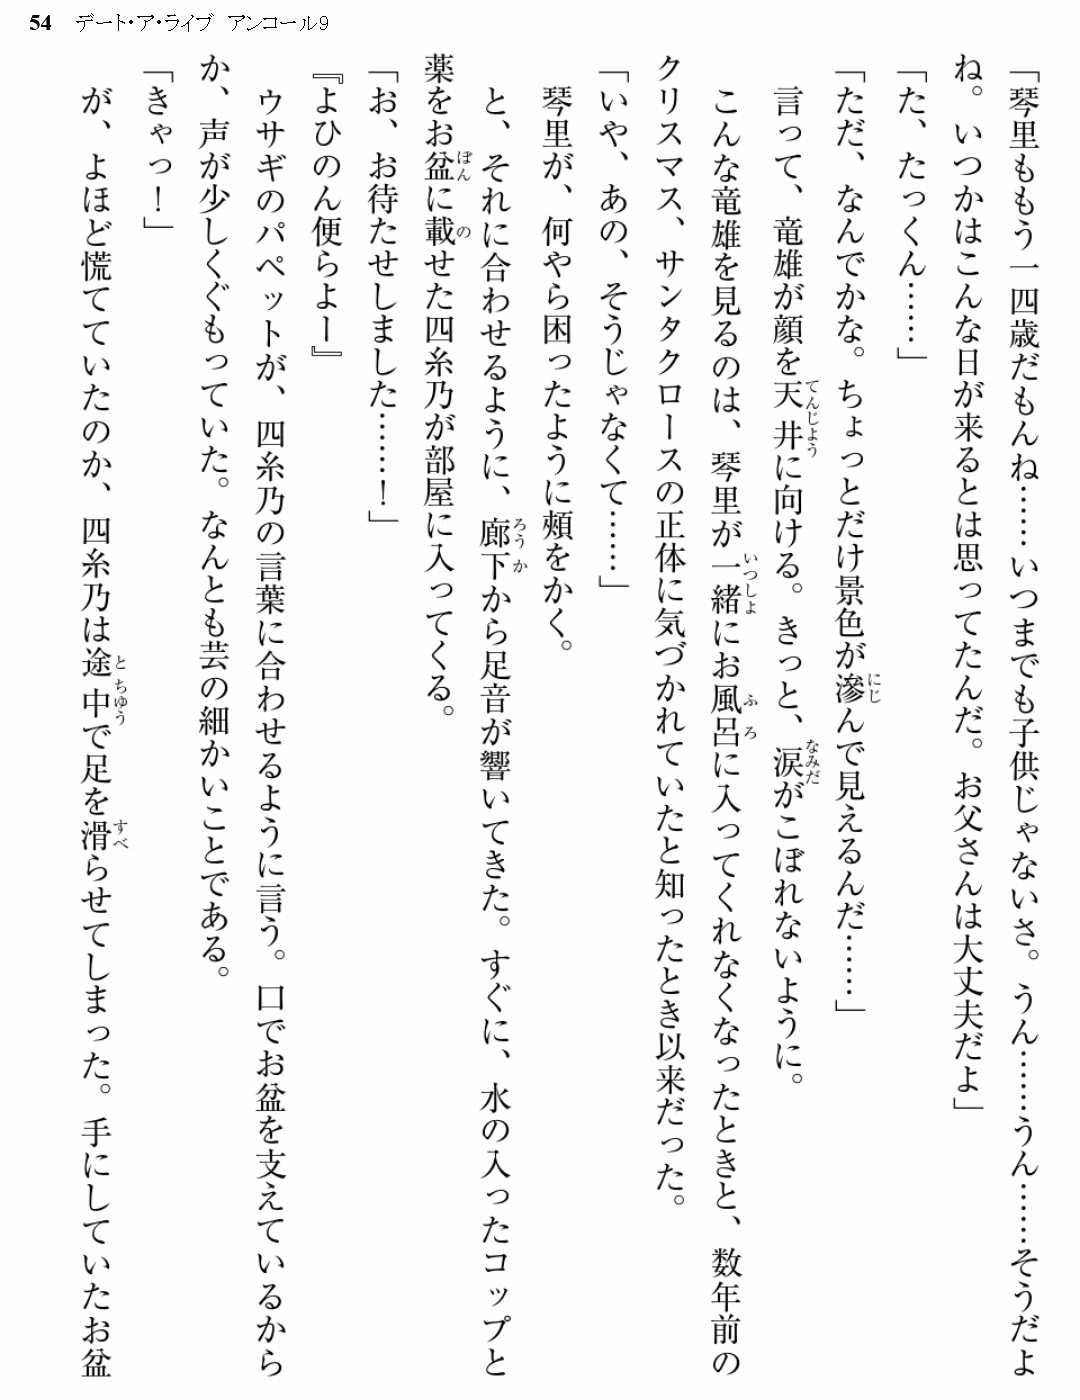 54 デート・ア・ライブ アンコール9
「琴里ももう一四歳だもんね……いつまでも子供じゃないさ。うん……うん……そうだよ
ね。いつかはこんな日が来るとは思ってたんだ。お父さんは大丈夫だよ」
「た、たっくん……」
「ただ、なんでかな。ちょっとだけ景色が滲んで見えるんだ……」
言って、竜雄が顔を天井に向ける。きっと、涙がこぼれないように。
こんな竜雄を見るのは、琴里が一緒にお風呂に入ってくれなくなったときと、数年前の
クリスマス、サンタクロースの正体に気づかれていたと知ったとき以来だった。
「いや、あの、そうじゃなくて……」
琴里が、何やら困ったように頰をかく。
と、それに合わせるように、廊下から足音が響いてきた。すぐに、水の入ったコップと
薬をお盆に載せた四糸乃が部屋に入ってくる。
「お、お待たせしました……！」
『よひのん便らよー』
ウサギのパペットが、四糸乃の言葉に合わせるように言う。口でお盆を支えているから
か、声が少しくぐもっていた。なんとも芸の細かいことである。
「きゃっ！」
が、よほど慌てていたのか、四糸乃は途中で足を滑らせてしまった。手にしていたお盆